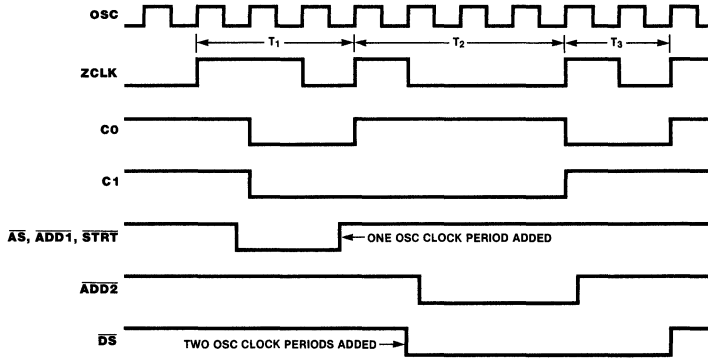 OSC
T1
T2
T3
ZCLK
C0
C1
AS, ADD1, STRT
ONE OSC CLOCK PERIOD ADDED
ADD2
DS
TWO OSC CLOCK PERIODS ADDED